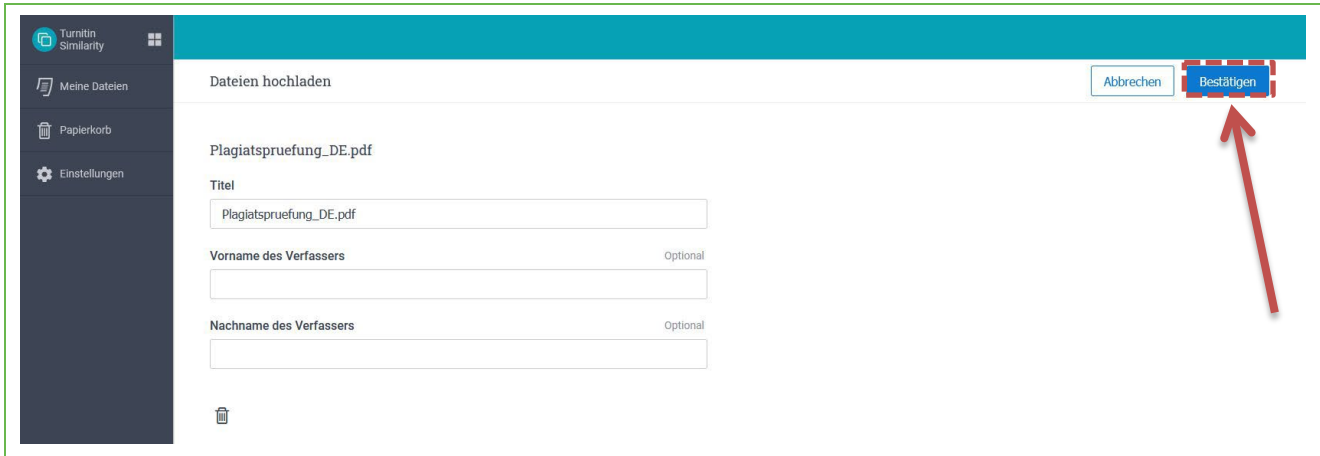 Turnitin
Similarity
Meine Dateien
Papierkorb
Einstellungen
Dateien hochladen
Abbrechen
Bestätigen
Plagiatspruefung_DE.pdf
Titel
Plagiatspruefung_DE.pdf
Vorname des Verfassers
Optional
Nachname des Verfassers
Optional